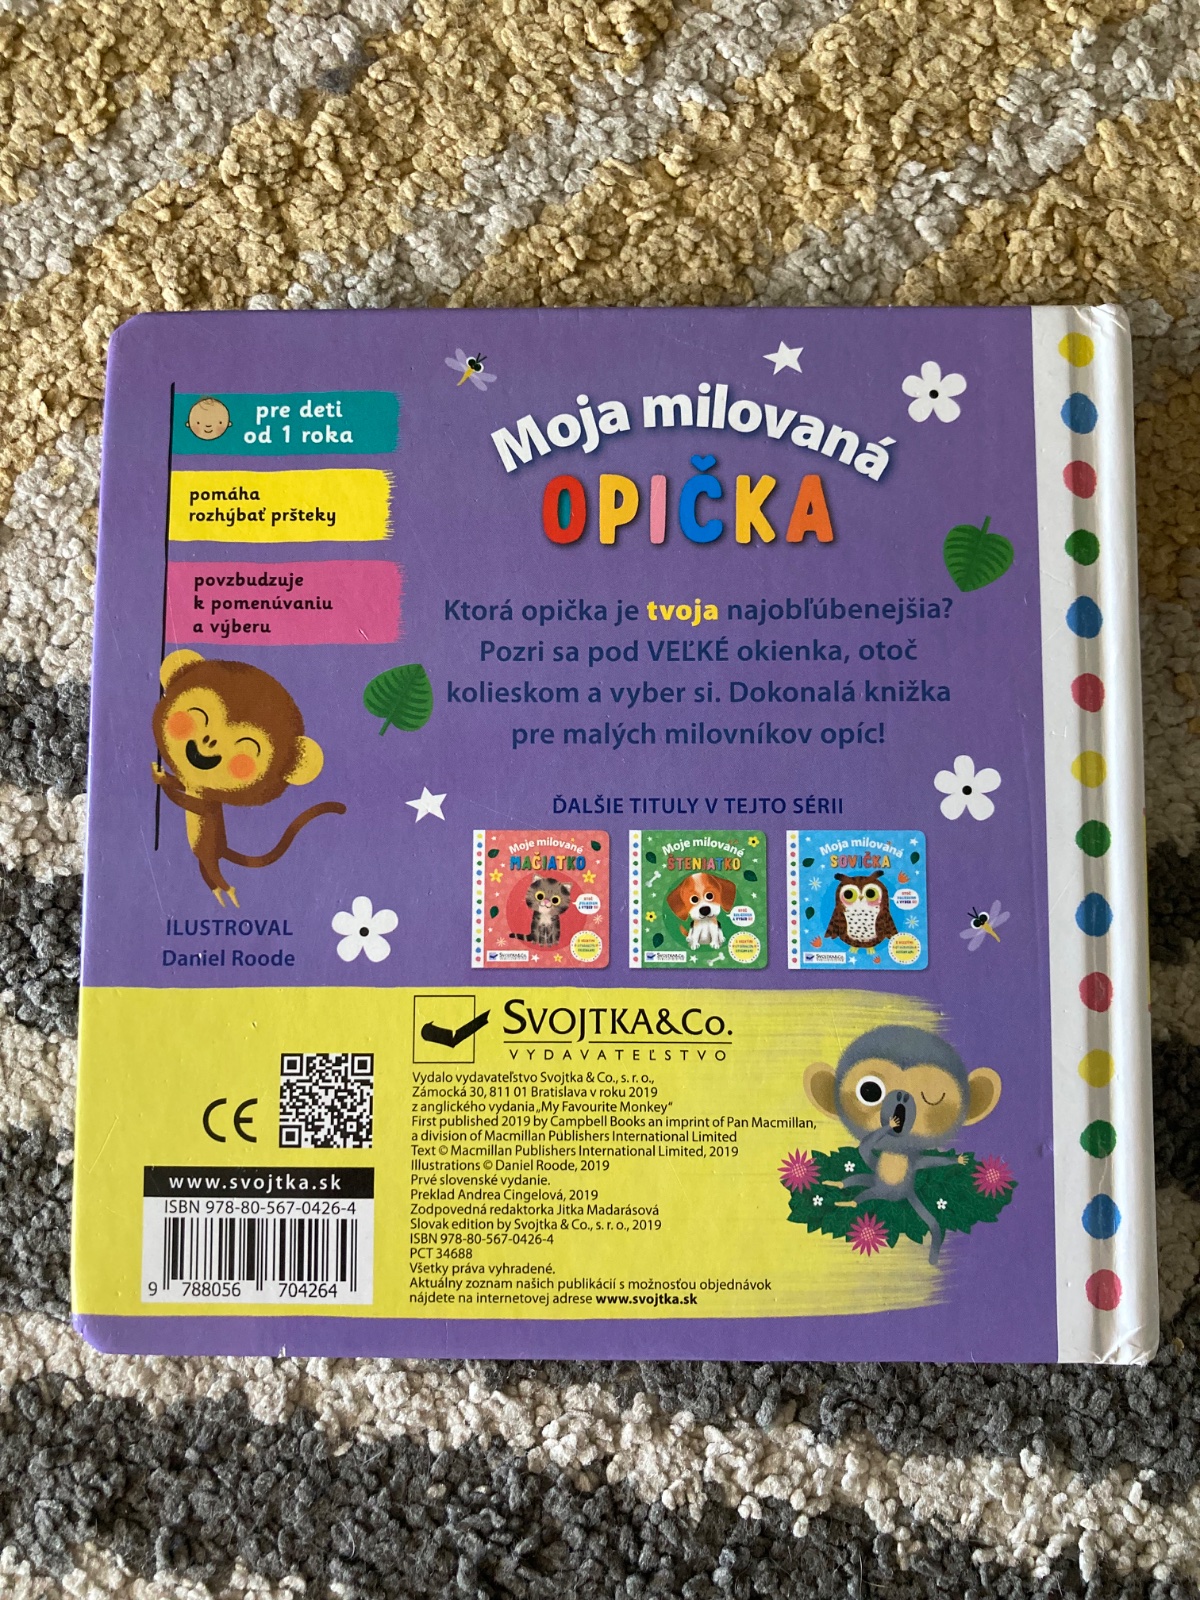 pre deti
od 1 roka
pomáha
rozhýbať pršteky
povzbudzuje
k pomenúvaniu
a výberu
Moja milovaná
OPIČKA
Ktorá opička je tvoja najobľúbenejšia?
Pozri sa pod VEĽKÉ okienka, otoč
kolieskom a vyber si. Dokonalá knižka
pre malých milovníkov opíc!
ĎALŠIE TITULY V TEJTO SÉRII
Moje milované
MAČIATKO
SVOJTKA&CO.
Moje milované
ŠTENIATKO
SVOJTKA&CO.
Moja milovaná
SOVIČKA
SVOJTKA&CO.
ILUSTROVAL
Daniel Roode
SVOJTKA&CO.
VYDAVATEĽSTVO
Vydalo vydavateľstvo Svojtka & Co., s. r. o.,
Zámocká 30, 811 01 Bratislava v roku 2019
z anglického vydania „My Favourite Monkey“
First published 2019 by Campbell Books an imprint of Pan Macmillan,
a division of Macmillan Publishers International Limited
Text © Macmillan Publishers International Limited, 2019
Illustrations © Daniel Roode, 2019
Prvé slovenské vydanie.
Preklad Andrea Cingelová, 2019
Zodpovedná redaktorka Jitka Madarásová
Slovak edition by Svojtka & Co., s. r. o., 2019
ISBN 978-80-567-0426-4
PCT 34688
Všetky práva vyhradené.
Aktuálny zoznam našich publikácií s možnosťou objednávok
nájdete na internetovej adrese www.svojtka.sk
CE
www.svojtka.sk
ISBN 978-80-567-0426-4
9 788056 704264